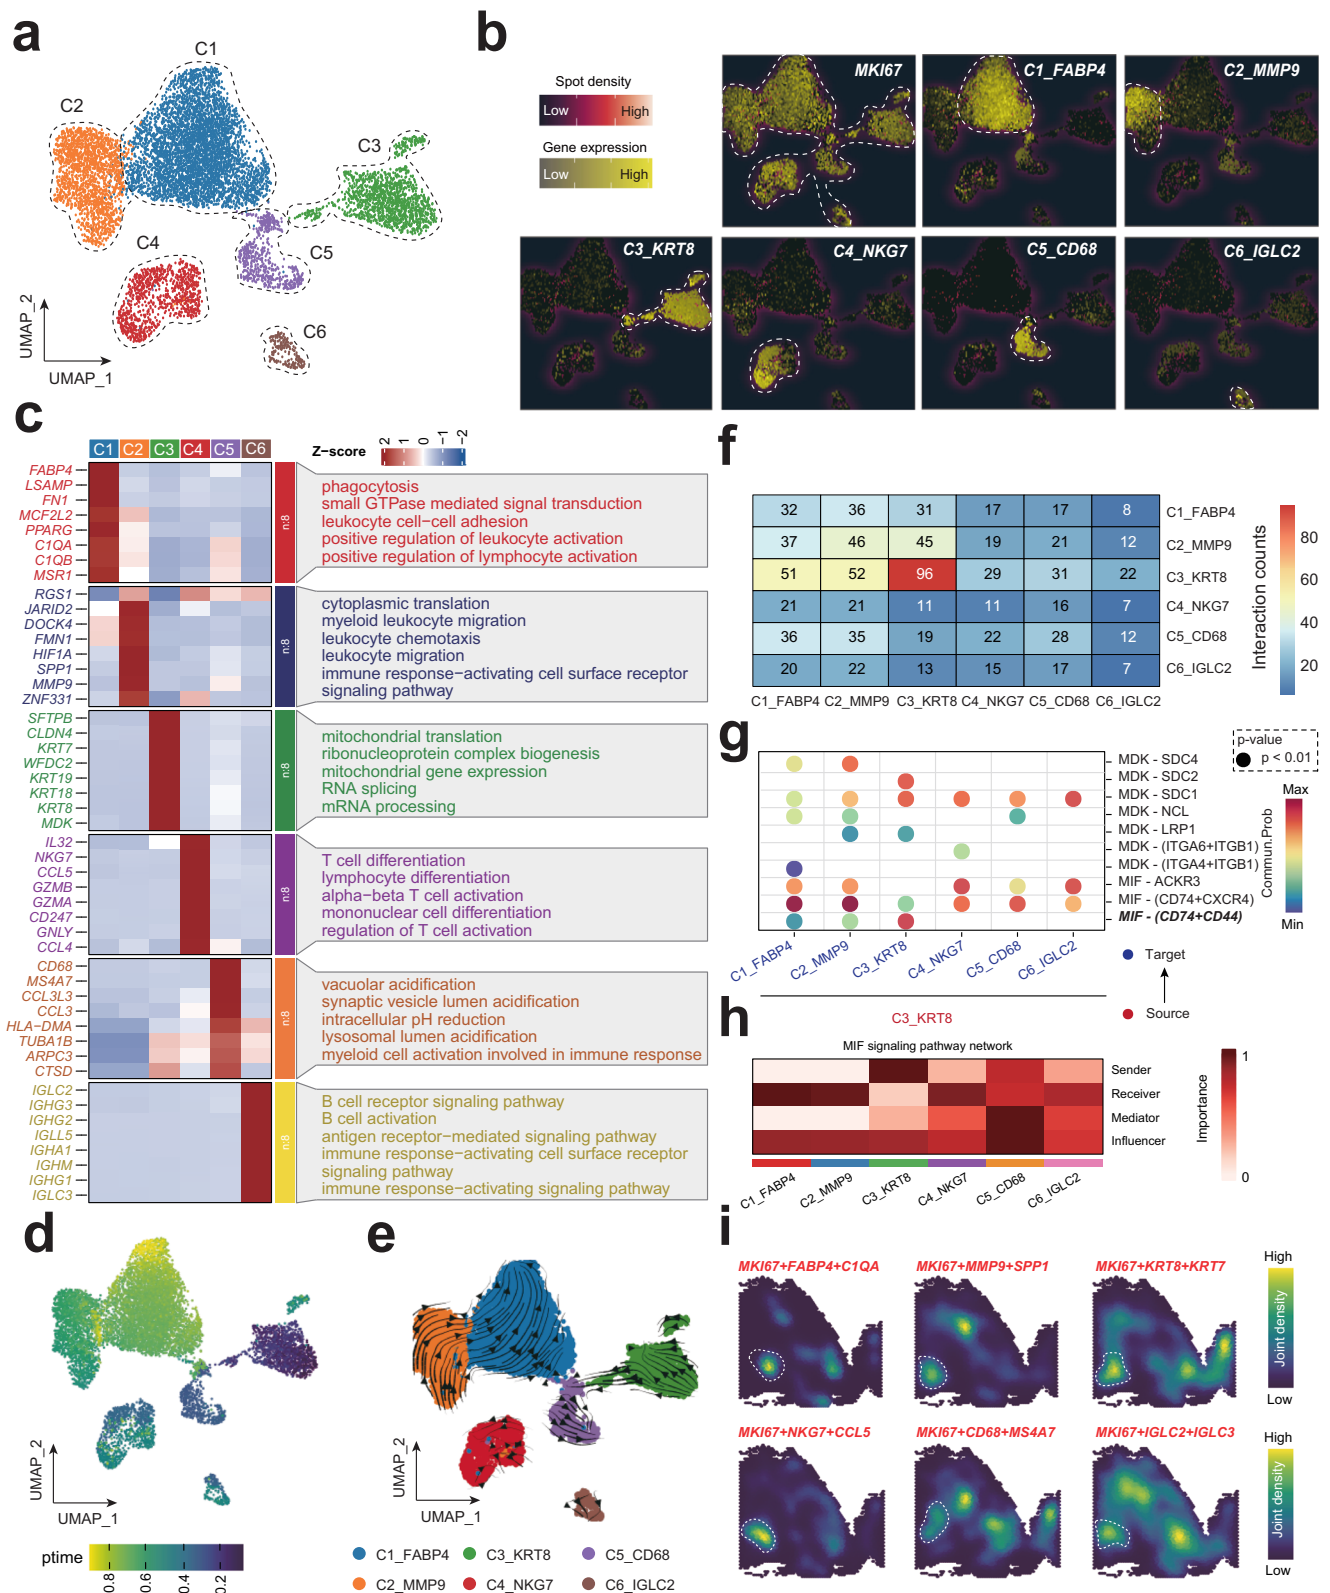 a
C1
C2
C3
C4
C5
C6
UMAP_2
UMAP_1
b
Spot density
Low
High
Gene expression
Low
High
MKI67
C1_FABP4
C2_MMP9
C3_KRT8
C4_NKG7
C5_CD68
C6_IGLC2
c
C1 C2 C3 C4 C5 C6
Z-score
2 1 0 -1 -2
FABP4
LSAMP
FN1
MCF2L2
PPARG
C1QA
C1QB
MSR1
n:8
phagocytosis
small GTPase mediated signal transduction
leukocyte cell−cell adhesion
positive regulation of leukocyte activation
positive regulation of lymphocyte activation
RGS1
JARID2
DOCK4
FMN1
HIF1A
SPP1
MMP9
ZNF331
n:8
cytoplasmic translation
myeloid leukocyte migration
leukocyte chemotaxis
leukocyte migration
immune response−activating cell surface receptor
signaling pathway
SFTPB
CLDN4
KRT7
WFDC2
KRT19
KRT18
KRT8
MDK
n:8
mitochondrial translation
ribonucleoprotein complex biogenesis
mitochondrial gene expression
RNA splicing
mRNA processing
IL32
NKG7
CCL5
GZMB
GZMA
CD247
GNLY
CCL4
n:8
T cell differentiation
lymphocyte differentiation
alpha−beta T cell activation
mononuclear cell differentiation
regulation of T cell activation
CD68
MS4A7
CCL3L3
CCL3
HLA−DMA
TUBA1B
ARPC3
CTSD
n:8
vacuolar acidification
synaptic vesicle lumen acidification
intracellular pH reduction
lysosomal lumen acidification
myeloid cell activation involved in immune response
IGLC2
IGHG3
IGHG2
IGLL5
IGHA1
IGHM
IGHG1
IGLC3
n:8
B cell receptor signaling pathway
B cell activation
antigen receptor−mediated signaling pathway
immune response−activating cell surface receptor
signaling pathway
immune response−activating signaling pathway
f
32 36 31 17 17 8 C1_FABP4
37 46 45 19 21 12 C2_MMP9
51 52 96 29 31 22 C3_KRT8
21 21 11 11 16 7 C4_NKG7
36 35 19 22 28 12 C5_CD68
20 22 13 15 17 7 C6_IGLC2
C1_FABP4 C2_MMP9 C3_KRT8 C4_NKG7 C5_CD68 C6_IGLC2
Interaction counts
80
60
40
20
g
MDK - SDC4
MDK - SDC2
MDK - SDC1
MDK - NCL
MDK - LRP1
MDK - (ITGA6+ITGB1)
MDK - (ITGA4+ITGB1)
MIF - ACKR3
MIF - (CD74+CXCR4)
MIF - (CD74+CD44)
C1_FABP4
C2_MMP9
C3_KRT8
C4_NKG7
C5_CD68
C6_IGLC2
C3_KRT8
p-value
p < 0.01
Max
Commun.Prob
Min
Target
Source
h
MIF signaling pathway network
Sender
Receiver
Mediator
Influencer
C1_FABP4
C2_MMP9
C3_KRT8
C4_NKG7
C5_CD68
C6_IGLC2
Importance
1
0
d
UMAP_2
UMAP_1
ptime
0.8 0.6 0.4 0.2
e
UMAP_2
UMAP_1
C1_FABP4 C3_KRT8 C5_CD68
C2_MMP9 C4_NKG7 C6_IGLC2
i
MKI67+FABP4+C1QA
MKI67+MMP9+SPP1
MKI67+KRT8+KRT7
High
Joint density
Low
MKI67+NKG7+CCL5
MKI67+CD68+MS4A7
MKI67+IGLC2+IGLC3
High
Joint density
Low